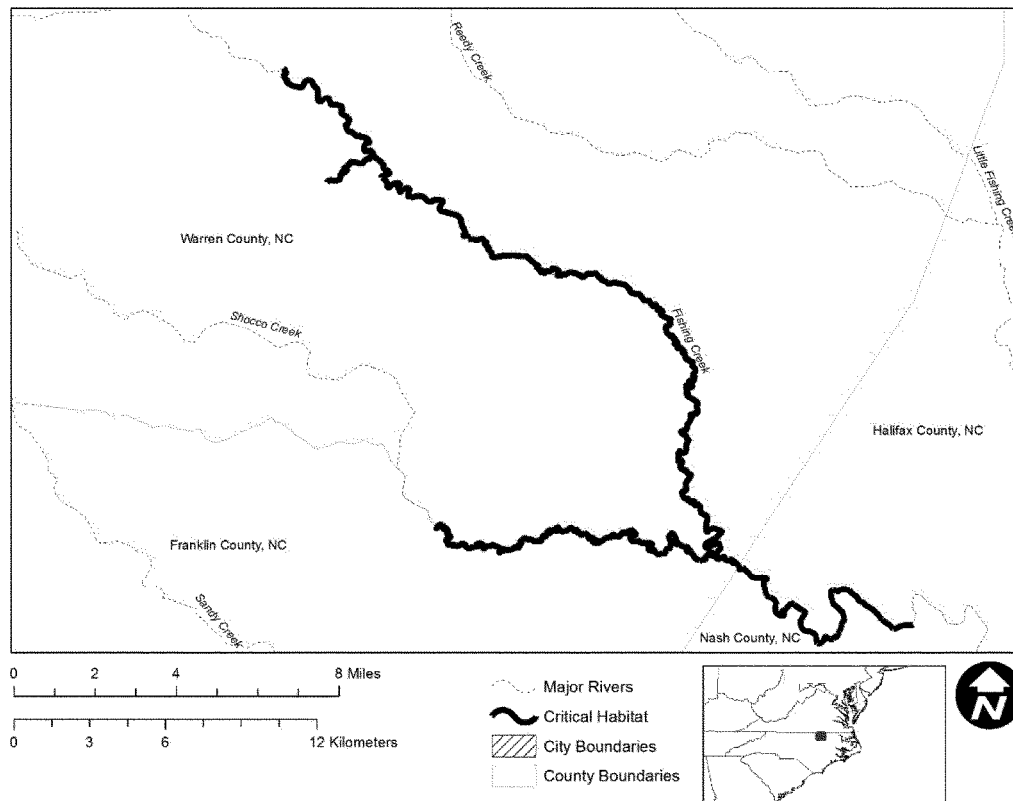 Reedy Creek
Little Fishing Creek
Warren County, NC
Shocco Creek
Fishing Creek
Halifax County, NC
Franklin County, NC
Sandy Creek
Nash County, NC
0 2 4 8 Miles
0 3 6 12 Kilometers
Major Rivers
Critical Habitat
City Boundaries
County Boundaries
N